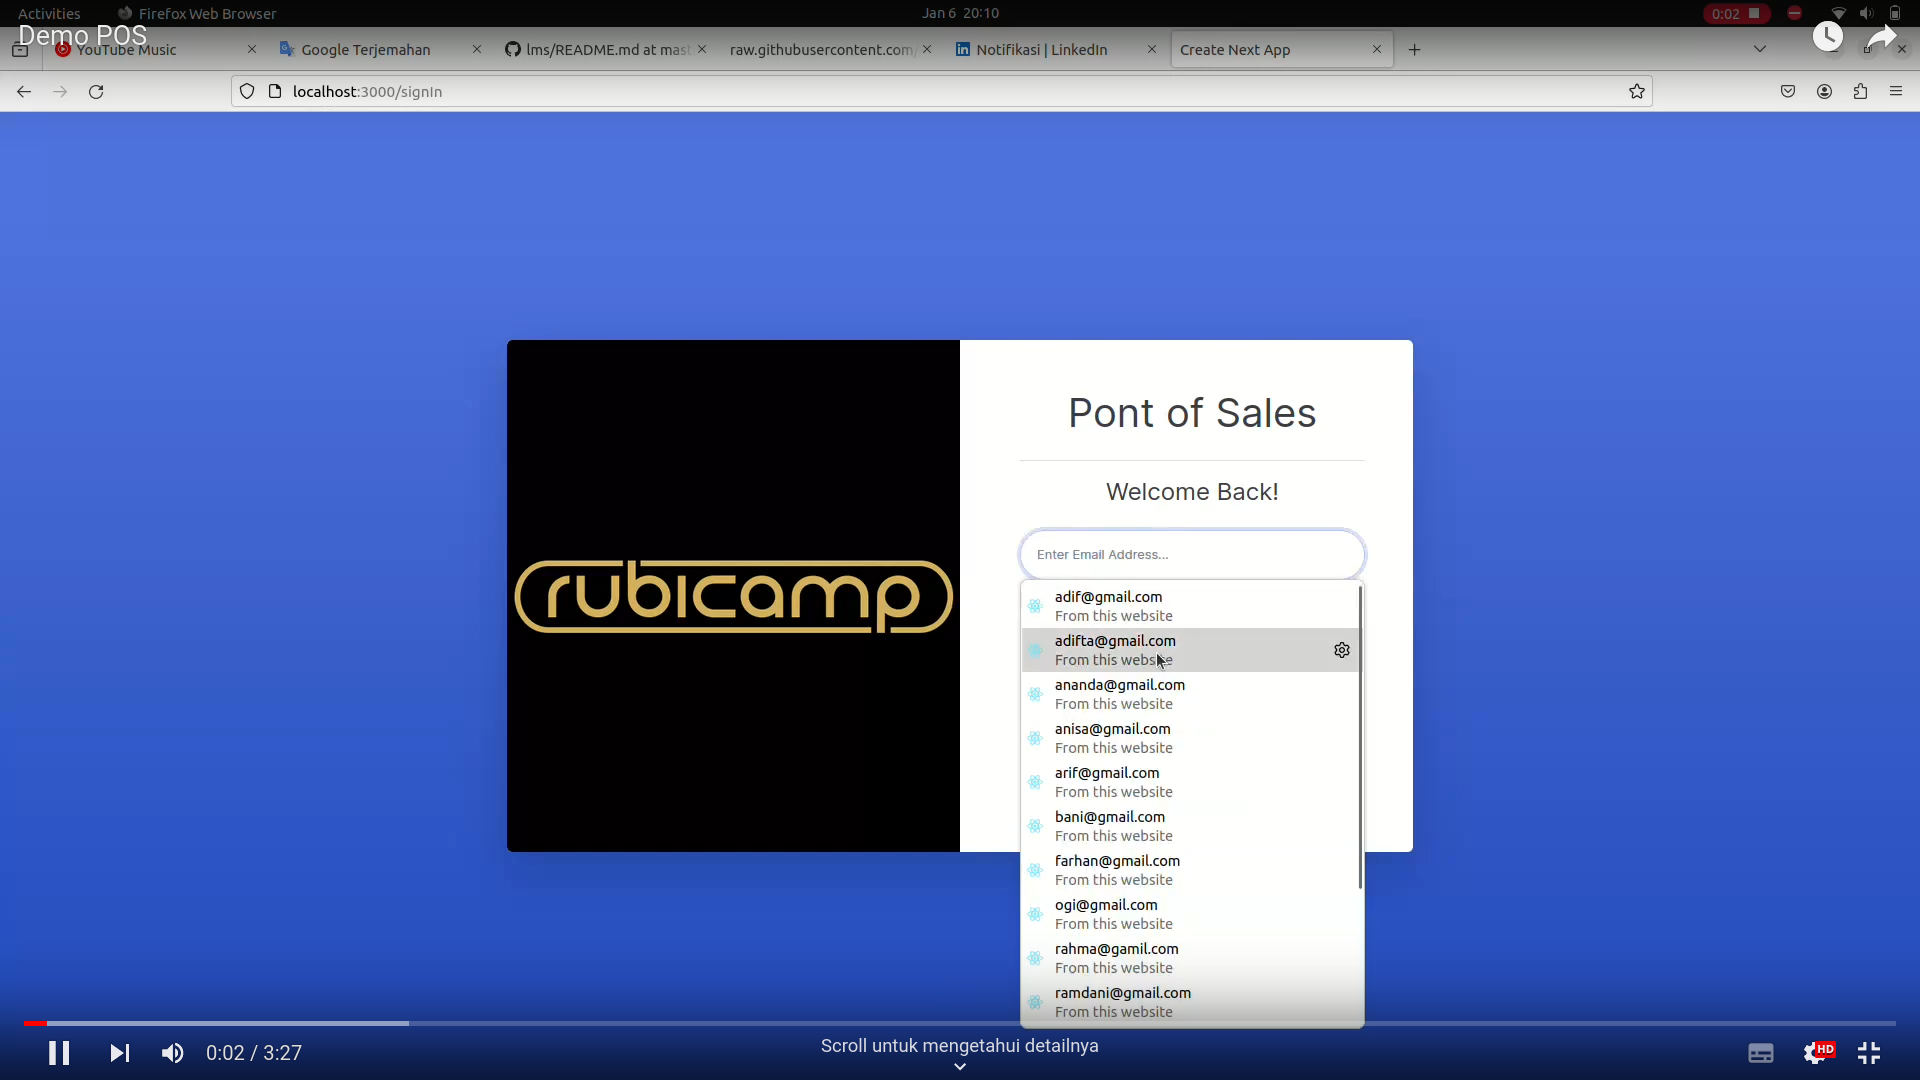 Activities Firefox Web Browser Jan 6 20:10 0:02
Demo POS
YouTube Music Google Terjemahan lms/README.md at mast raw.githubusercontent.com/ Notifikasi | LinkedIn Create Next App
localhost:3000/signIn
rubicamp
Pont of Sales
Welcome Back!
Enter Email Address...
adif@gmail.com
From this website
adifta@gmail.com
From this website
ananda@gmail.com
From this website
anisa@gmail.com
From this website
arif@gmail.com
From this website
bani@gmail.com
From this website
farhan@gmail.com
From this website
ogi@gmail.com
From this website
rahma@gamil.com
From this website
ramdani@gmail.com
From this website
0:02 / 3:27
Scroll untuk mengetahui detailnya
HD